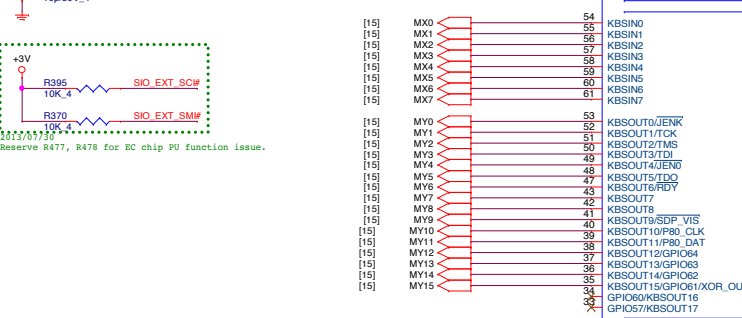 [15] MX0 54 KBSIN0
[15] MX1 55 KBSIN1
[15] MX2 56 KBSIN2
[15] MX3 57 KBSIN3
[15] MX4 58 KBSIN4
[15] MX5 59 KBSIN5
[15] MX6 60 KBSIN6
[15] MX7 61 KBSIN7
+3V
R395 SIO_EXT_SCI#
10K_4
R370 SIO_EXT_SMI#
10K_4
2013/07/30
Reserve R477, R478 for EC chip PU function issue.
[15] MY0 53 KBSOUT0/JENK
[15] MY1 52 KBSOUT1/TCK
[15] MY2 51 KBSOUT2/TMS
[15] MY3 50 KBSOUT3/TDI
[15] MY4 49 KBSOUT4/JEN0
[15] MY5 48 KBSOUT5/TDO
[15] MY6 47 KBSOUT6/RDY
[15] MY7 43 KBSOUT7
[15] MY8 42 KBSOUT8
[15] MY9 41 KBSOUT9/SDP_VIS
[15] MY10 40 KBSOUT10/P80_CLK
[15] MY11 39 KBSOUT11/P80_DAT
[15] MY12 38 KBSOUT12/GPIO64
[15] MY13 37 KBSOUT13/GPIO63
[15] MY14 36 KBSOUT14/GPIO62
[15] MY15 35 KBSOUT15/GPIO61/XOR_OU
34 GPIO60/KBSOUT16
33 GPIO57/KBSOUT17